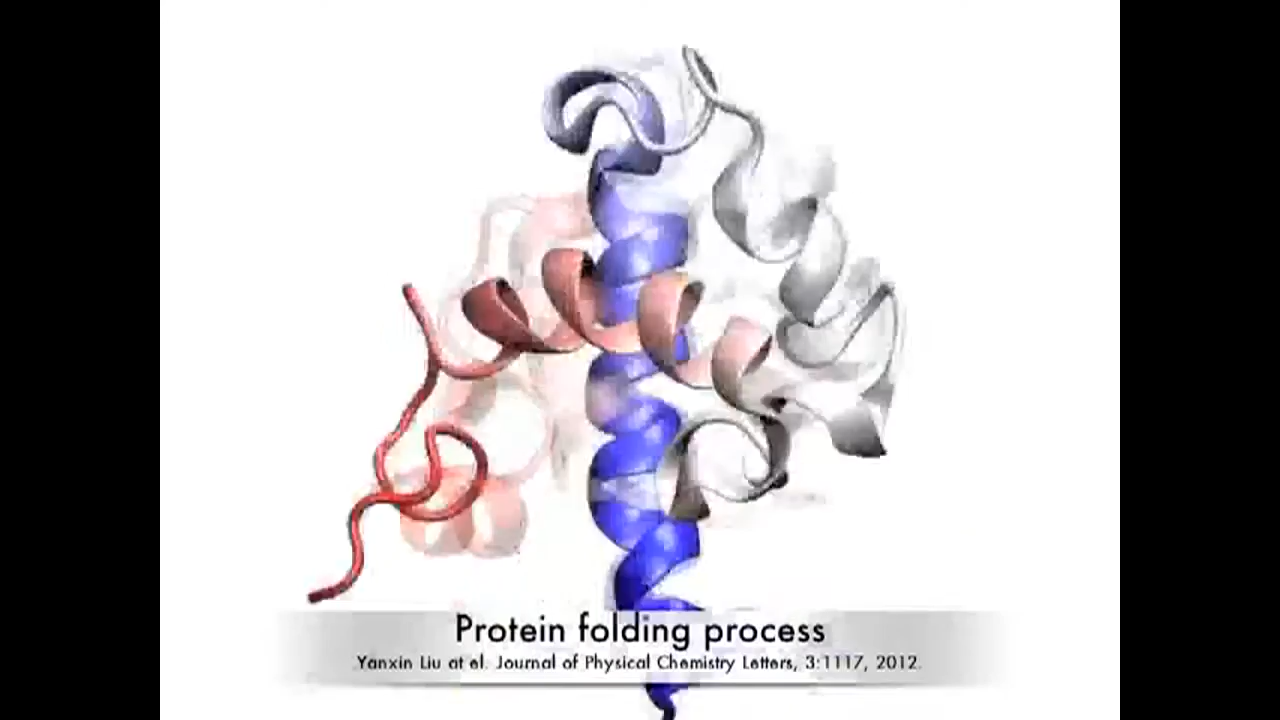 Protein folding process
Yanxin Liu at el. Journal of Physical Chemistry Letters, 3:1117, 2012.